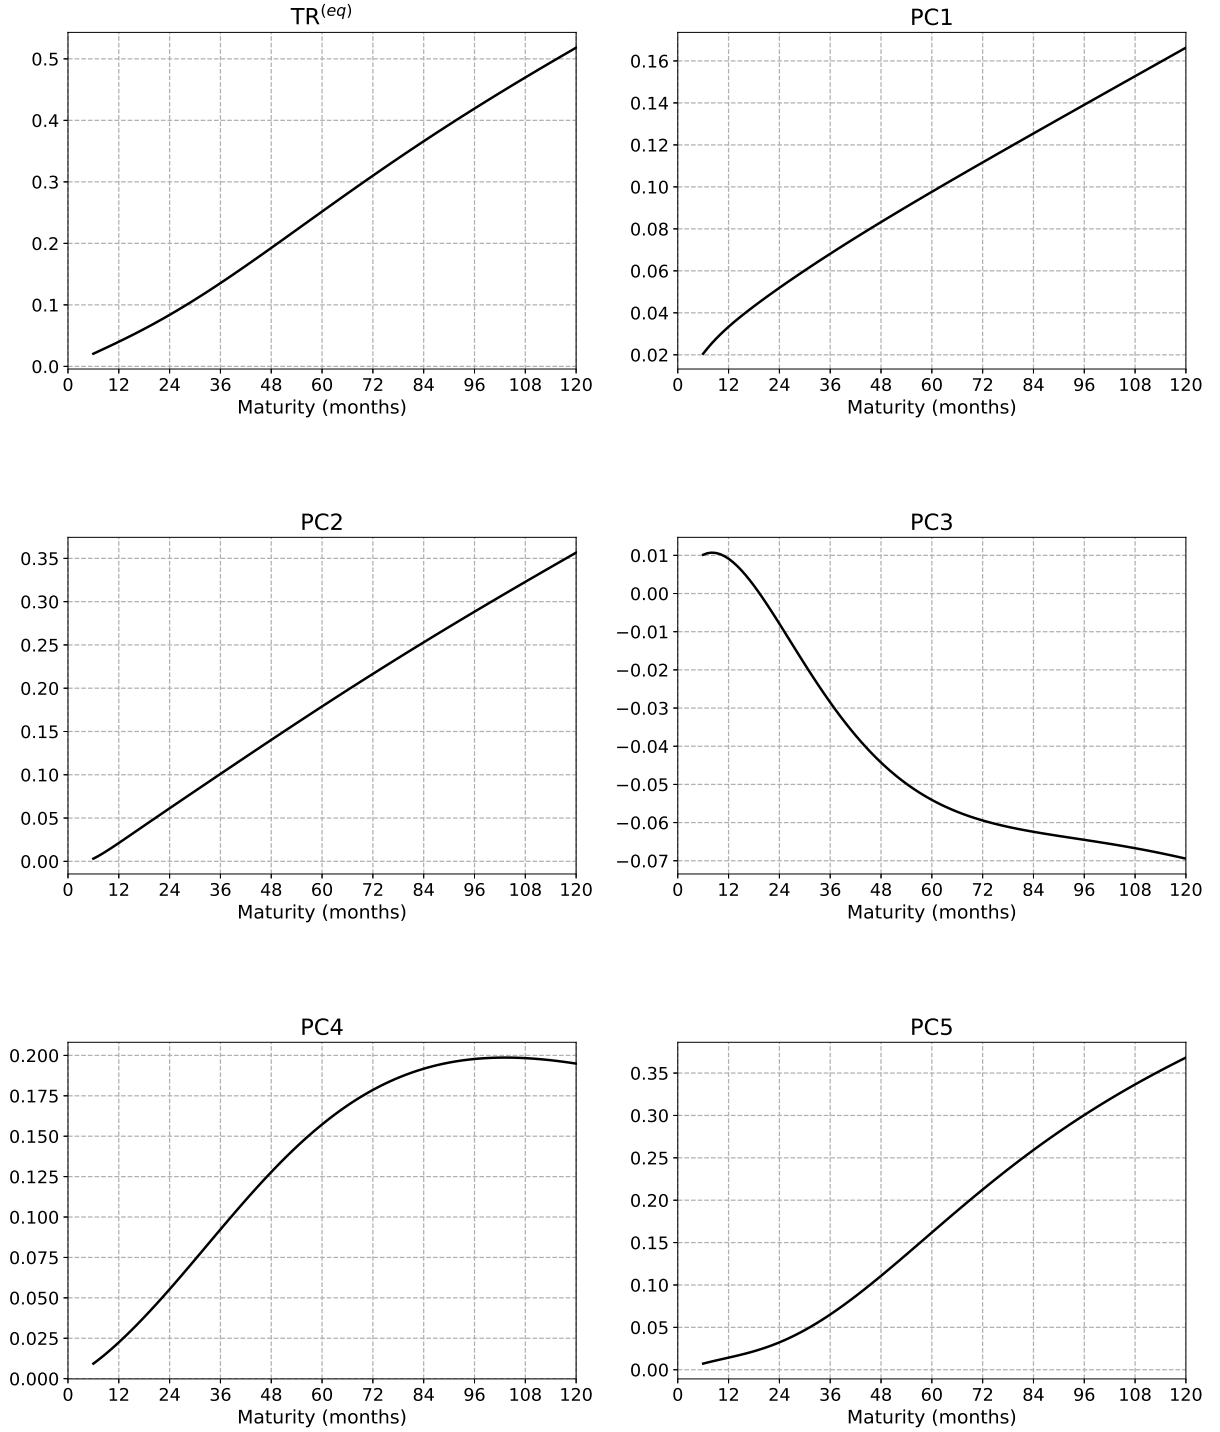 TR^(eq)
0.5
0.4
0.3
0.2
0.1
0.0
0 12 24 36 48 60 72 84 96 108 120
Maturity (months)
PC1
0.16
0.14
0.12
0.10
0.08
0.06
0.04
0.02
0 12 24 36 48 60 72 84 96 108 120
Maturity (months)
PC2
0.35
0.30
0.25
0.20
0.15
0.10
0.05
0.00
0 12 24 36 48 60 72 84 96 108 120
Maturity (months)
PC3
0.01
0.00
−0.01
−0.02
−0.03
−0.04
−0.05
−0.06
−0.07
0 12 24 36 48 60 72 84 96 108 120
Maturity (months)
PC4
0.200
0.175
0.150
0.125
0.100
0.075
0.050
0.025
0.000
0 12 24 36 48 60 72 84 96 108 120
Maturity (months)
PC5
0.35
0.30
0.25
0.20
0.15
0.10
0.05
0.00
0 12 24 36 48 60 72 84 96 108 120
Maturity (months)